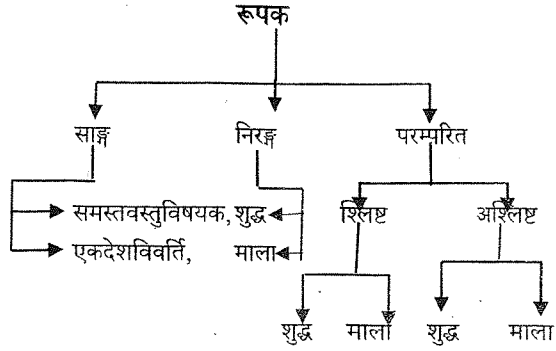 रूपक
साङ्ग निरङ्ग परम्परित
समस्तवस्तुविषयक, शुद्ध श्लिष्ट अश्लिष्ट
एकदेशविवर्ति, माला
शुद्ध माला शुद्ध माला